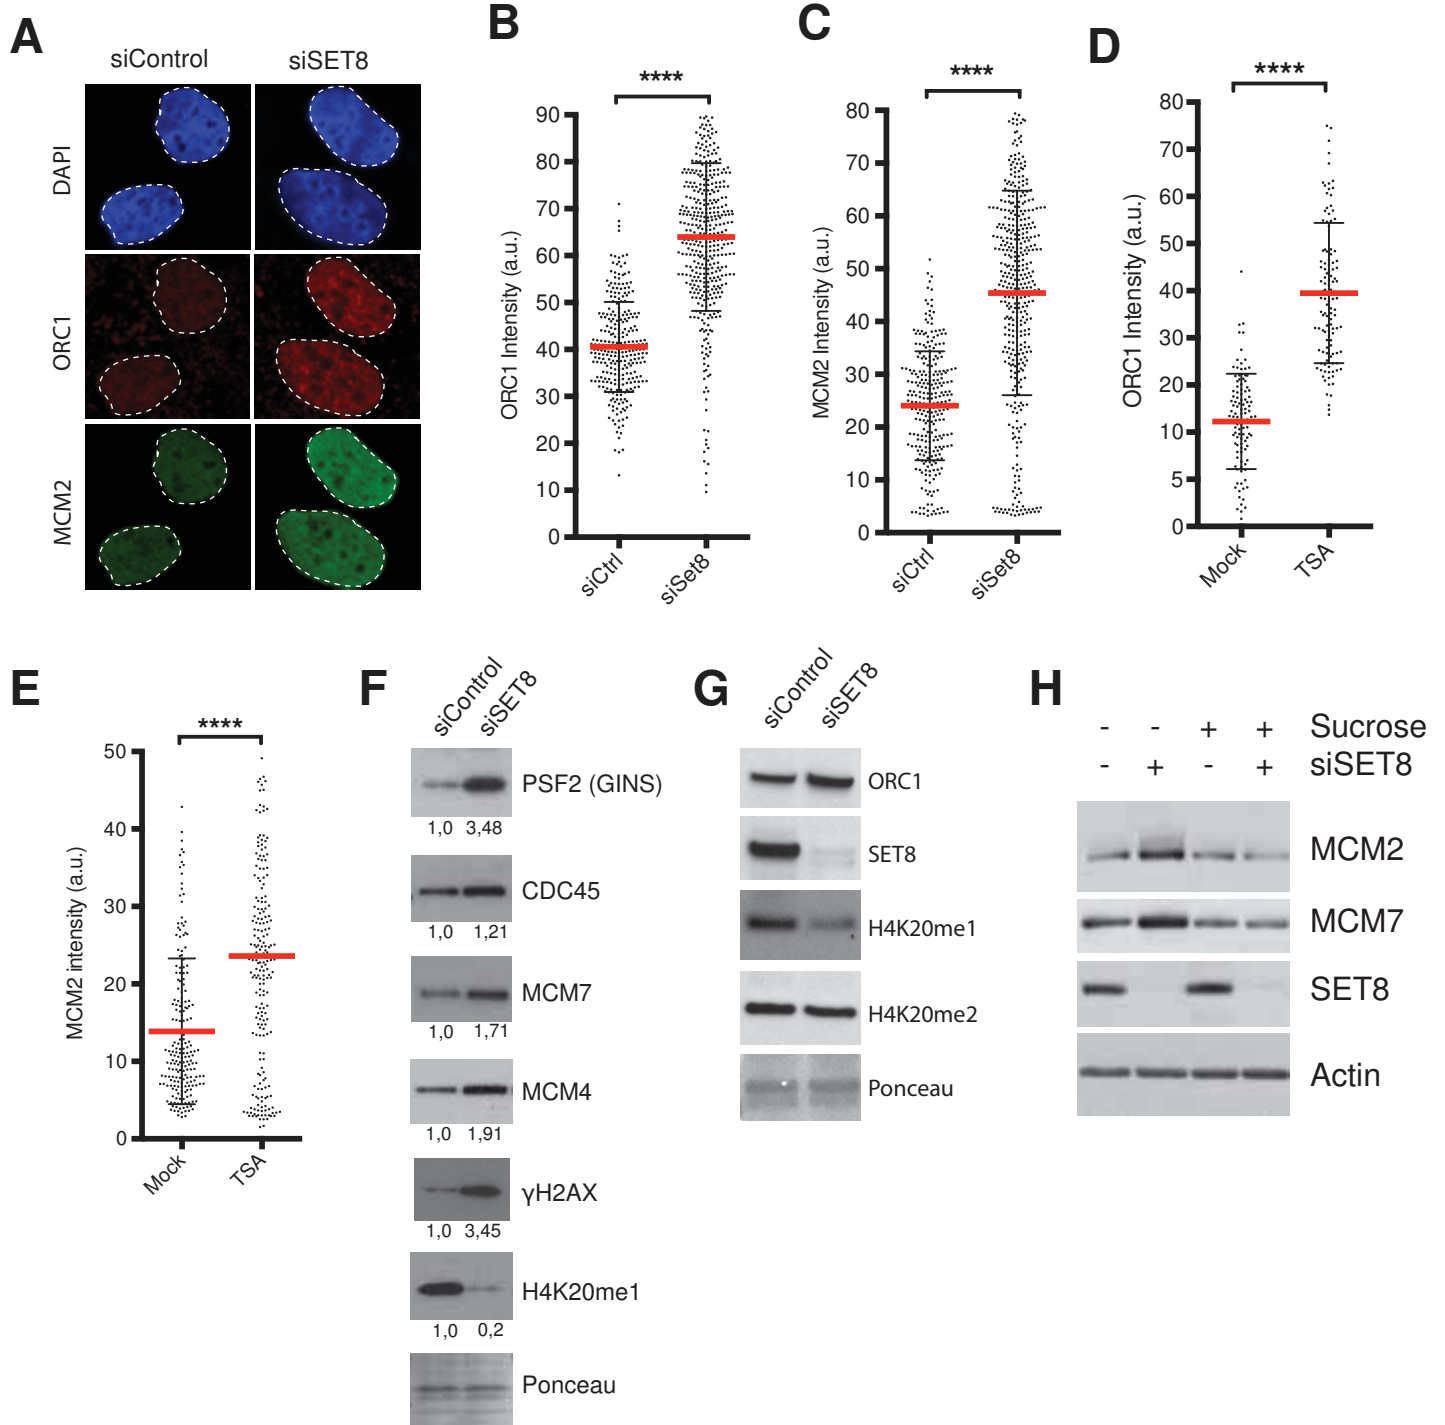 A
siControl
siSET8
DAPI
ORC1
MCM2
B
****
ORC1 Intensity (a.u.)
90
80
70
60
50
40
30
20
10
0
siCtrl
siSet8
C
****
MCM2 Intensity (a.u.)
80
70
60
50
40
30
20
10
0
siCtrl
siSet8
D
****
ORC1 Intensity (a.u.)
80
70
60
50
40
30
20
10
5
0
Mock
TSA
E
****
MCM2 intensity (a.u.)
50
40
30
20
10
0
Mock
TSA
F
siControl
siSET8
PSF2 (GINS)
1,0 3,48
CDC45
1,0 1,21
MCM7
1,0 1,71
MCM4
1,0 1,91
γH2AX
1,0 3,45
H4K20me1
1,0 0,2
Ponceau
G
siControl
siSET8
ORC1
SET8
H4K20me1
H4K20me2
Ponceau
H
- - + + Sucrose
- + - + siSET8
MCM2
MCM7
SET8
Actin